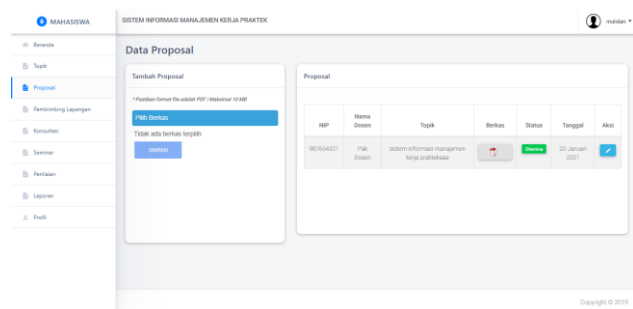 MAHASISWA
SISTEM INFORMASI MANAJEMEN KERJA PRAKTEK
mulidan
Beranda
Topik
Proposal
Pembimbing Lapangan
Konsultasi
Seminar
Penilaian
Laporan
Profil
Data Proposal
Tambah Proposal
* Pastikan format file adalah PDF | Maksimal 10 MB
Pilih Berkas
Tidak ada berkas terpilih
SIMPAN
Proposal
NIP
Nama Dosen
Topik
Berkas
Status
Tanggal
Aksi
987654321
Pak Dosen
sistem informasi manajemen
kerja praktekaaa
Diterima
20 Januari
2021
Copyright © 2019